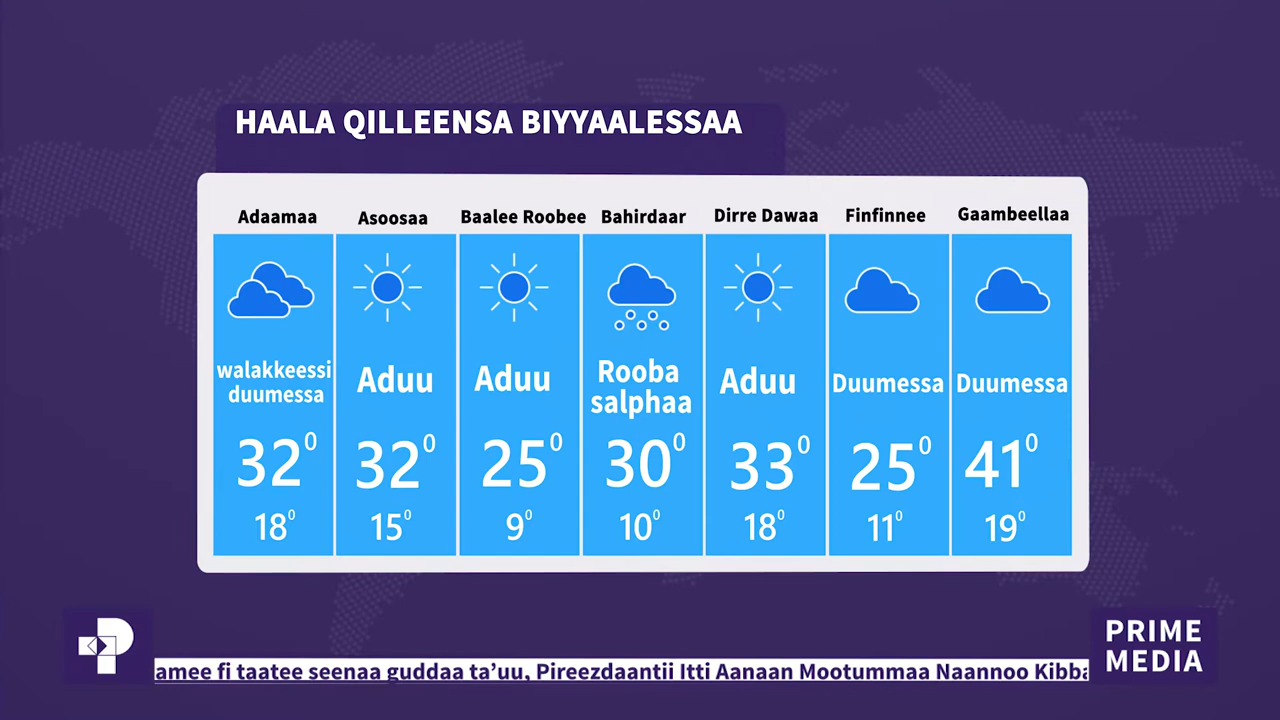 HAALA QILLEENSA BIYYAALESSAA
Adaamaa Asoosaa Baalee Roobee Bahirdaar Dirre Dawaa Finfinnee Gaambeellaa
walakkeessi
duumessa
Aduu
Aduu
Rooba
salphaa
Aduu
Duumessa
Duumessa
32⁰ 32⁰ 25⁰ 30⁰ 33⁰ 25⁰ 41⁰
18⁰ 15⁰ 9⁰ 10⁰ 18⁰ 11⁰ 19⁰
PRIME
MEDIA
amee fi taatee seenaa guddaa ta’uu, Pireezdaantii Itti Aanaan Mootummaa Naannoo